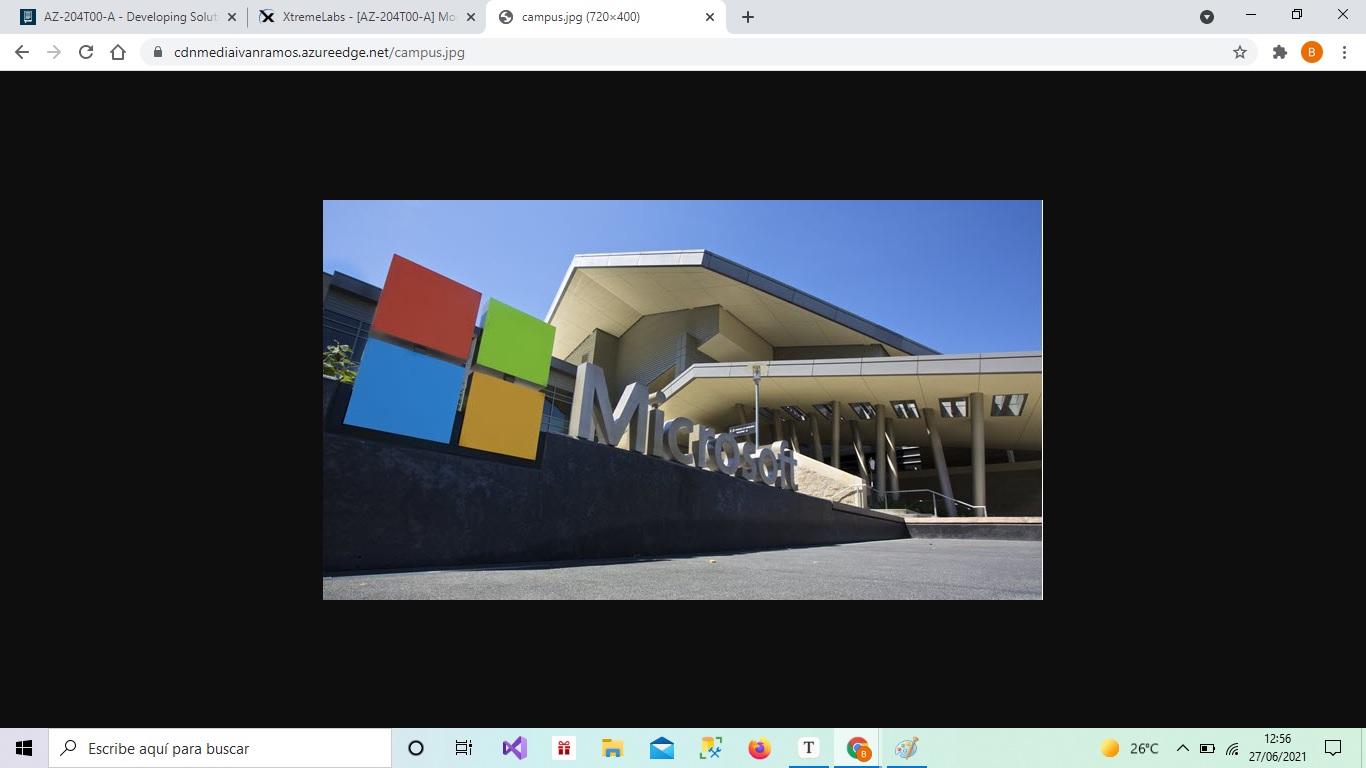 AZ-204T00-A - Developing Solut
XtremeLabs - [AZ-204T00-A] Mo
campus.jpg (720×400)
cdnmediaivanramos.azureedge.net/campus.jpg
B
Microsoft
Escribe aquí para buscar
T
B
26°C
12:56
27/06/2021